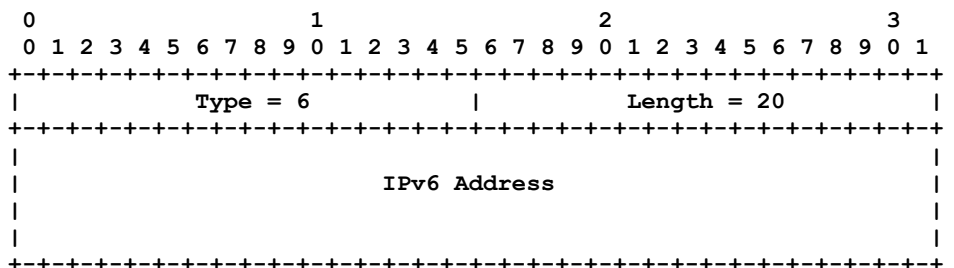 0                   1                   2                   3
 0 1 2 3 4 5 6 7 8 9 0 1 2 3 4 5 6 7 8 9 0 1 2 3 4 5 6 7 8 9 0 1
+-+-+-+-+-+-+-+-+-+-+-+-+-+-+-+-+-+-+-+-+-+-+-+-+-+-+-+-+-+-+-+-+
|            Type = 6           |          Length = 20          |
+-+-+-+-+-+-+-+-+-+-+-+-+-+-+-+-+-+-+-+-+-+-+-+-+-+-+-+-+-+-+-+-+
|                                                               |
|                         IPv6 Address                          |
|                                                               |
|                                                               |
+-+-+-+-+-+-+-+-+-+-+-+-+-+-+-+-+-+-+-+-+-+-+-+-+-+-+-+-+-+-+-+-+